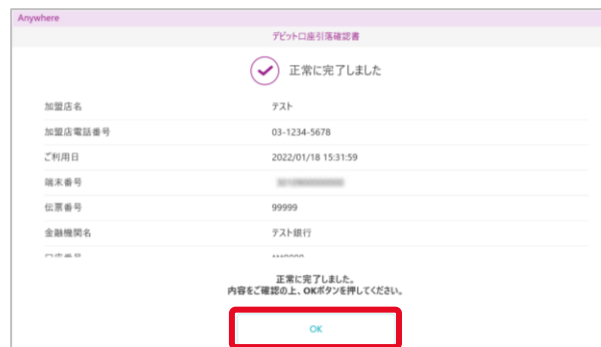 Anywhere
デビット口座引落確認書
正常に完了しました
加盟店名 テスト
加盟店電話番号 03-1234-5678
ご利用日 2022/01/18 15:31:59
端末番号
伝票番号 99999
金融機関名 テスト銀行
正常に完了しました。
内容をご確認の上、OKボタンを押してください。
OK